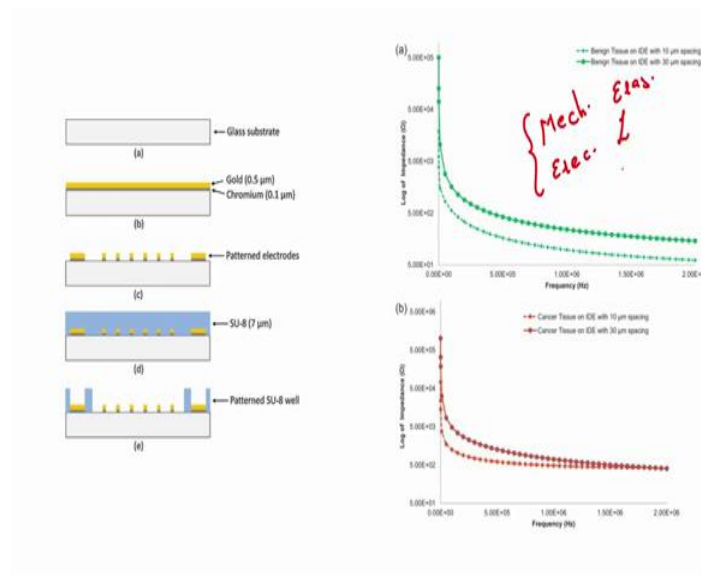 Glass substrate
(a)
Gold (0.5 µm)
Chromium (0.1 µm)
(b)
Patterned electrodes
(c)
SU-8 (7 µm)
(d)
Patterned SU-8 well
(e)
(a)
Benign Tissue on IDE with 10 µm spacing
Benign Tissue on IDE with 30 µm spacing
5.00E+05
5.00E+04
5.00E+03
5.00E+02
5.00E+01
Log of Impedance (Ω)
0.00E+00 5.00E+05 1.00E+06 1.50E+06 2.00E
Frequency (Hz)
Mech. Elas.
Elec. Z
(b)
Cancer Tissue on IDE with 10 µm spacing
Cancer Tissue on IDE with 30 µm spacing
5.00E+06
5.00E+05
5.00E+04
5.00E+03
5.00E+02
5.00E+01
Log of Impedance (Ω)
0.00E+00 5.00E+05 1.00E+06 1.50E+06 2.00E+06
Frequency (Hz)